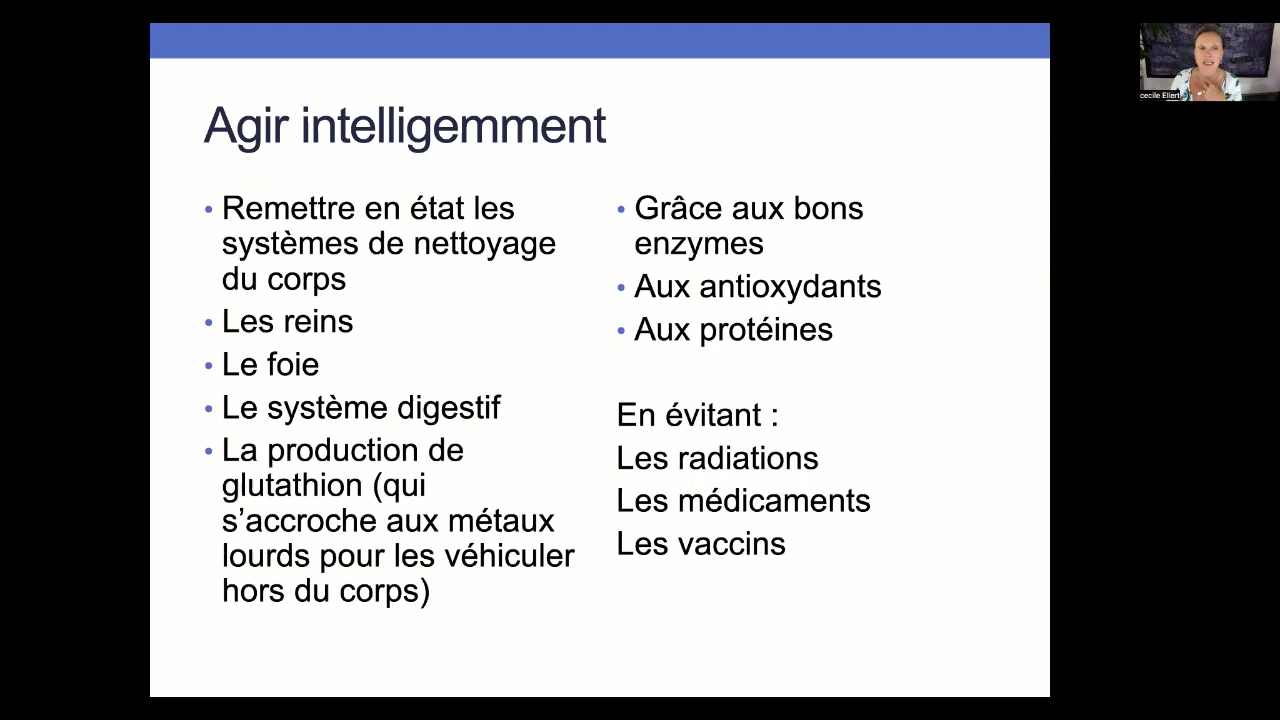 Agir intelligemment
• Remettre en état les
systèmes de nettoyage
du corps
• Les reins
• Le foie
• Le système digestif
• La production de
glutathion (qui
s’accroche aux métaux
lourds pour les véhiculer
hors du corps)
• Grâce aux bons
enzymes
• Aux antioxydants
• Aux protéines
En évitant :
Les radiations
Les médicaments
Les vaccins
cecile Ellert